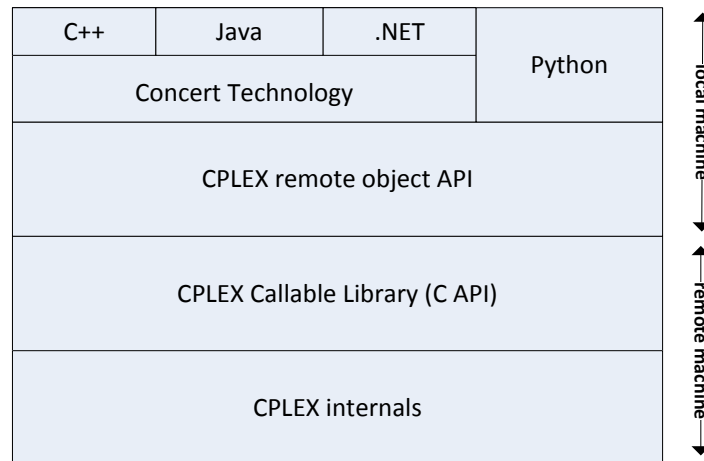 C++
Java
.NET
Python
Concert Technology
CPLEX remote object API
CPLEX Callable Library (C API)
CPLEX internals
local machine
remote machine